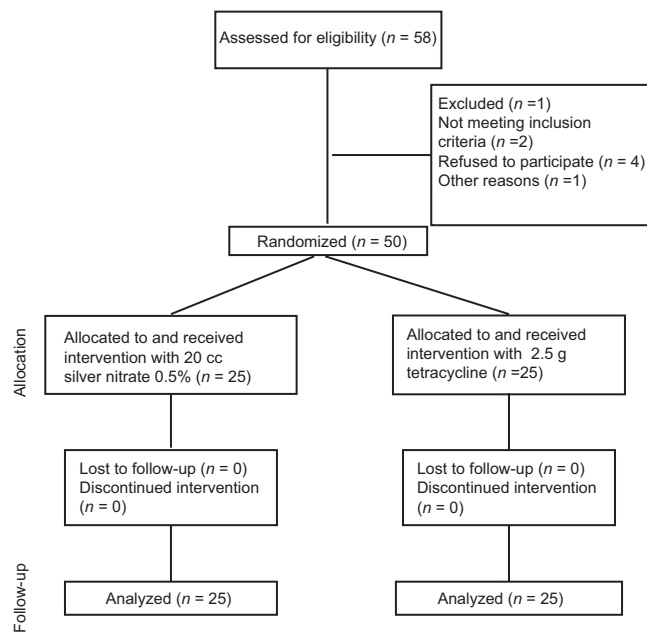 Assessed for eligibility (n = 58)
Excluded (n =1)
Not meeting inclusion
criteria (n =2)
Refused to participate (n = 4)
Other reasons (n =1)
Randomized (n = 50)
Allocation
Allocated to and received
intervention with 20 cc
silver nitrate 0.5% (n = 25)
Allocated to and received
intervention with 2.5 g
tetracycline (n =25)
Lost to follow-up (n = 0)
Discontinued intervention
(n = 0)
Lost to follow-up (n = 0)
Discontinued intervention
(n = 0)
Follow-up
Analyzed (n = 25)
Analyzed (n = 25)